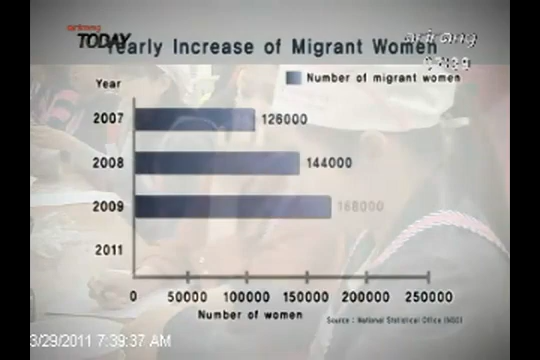 arirang
TODAY
Yearly Increase of Migrant Women
arirang
Year
Number of migrant women
2007
126000
2008
144000
2009
168000
2011
0 50000 100000 150000 200000 250000
Number of women
Source : National Statistical Office (NSO)
3/29/2011 7:39:37 AM